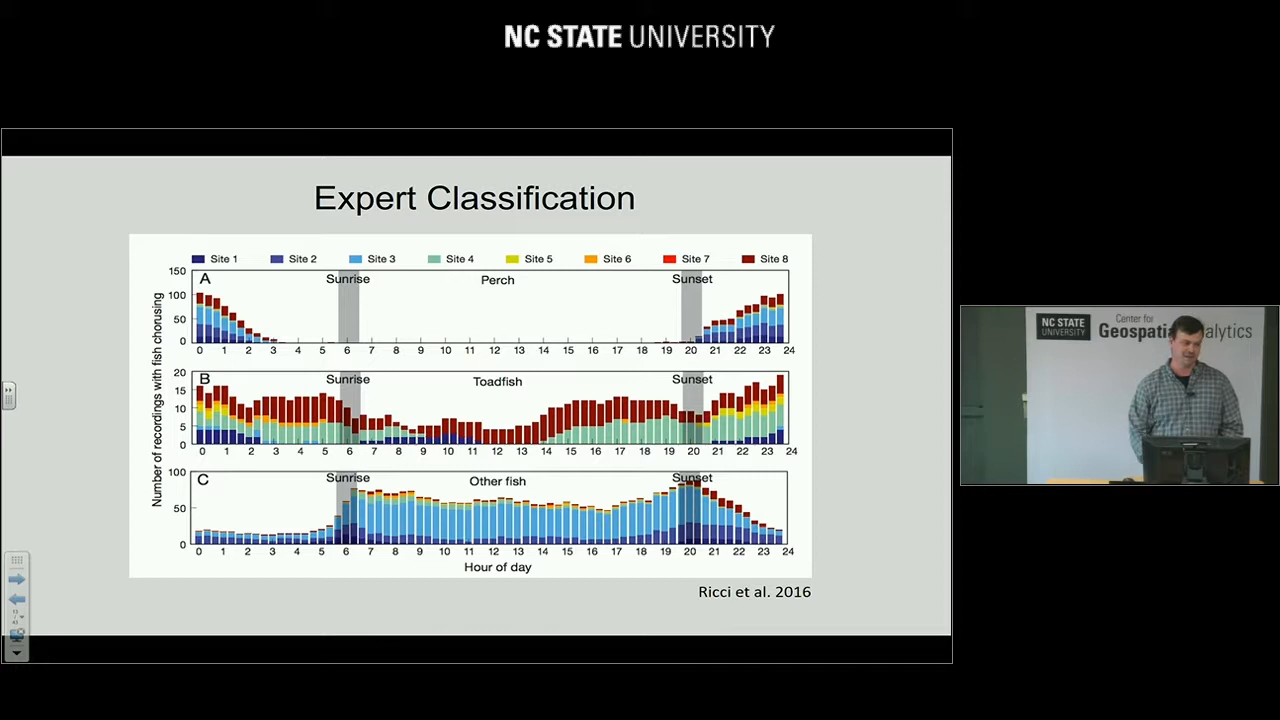 NC STATE UNIVERSITY
Expert Classification
Site 1 Site 2 Site 3 Site 4 Site 5 Site 6 Site 7 Site 8
Number of recordings with fish chorusing
150
100
50
0
A
Sunrise
Perch
Sunset
0 1 2 3 4 5 6 7 8 9 10 11 12 13 14 15 16 17 18 19 20 21 22 23 24
20
15
10
5
0
B
Sunrise
Toadfish
Sunset
0 1 2 3 4 5 6 7 8 9 10 11 12 13 14 15 16 17 18 19 20 21 22 23 24
100
50
0
C
Sunrise
Other fish
Sunset
0 1 2 3 4 5 6 7 8 9 10 11 12 13 14 15 16 17 18 19 20 21 22 23 24
Hour of day
Ricci et al. 2016
NC STATE
UNIVERSITY
Center for
Geospatial Analytics